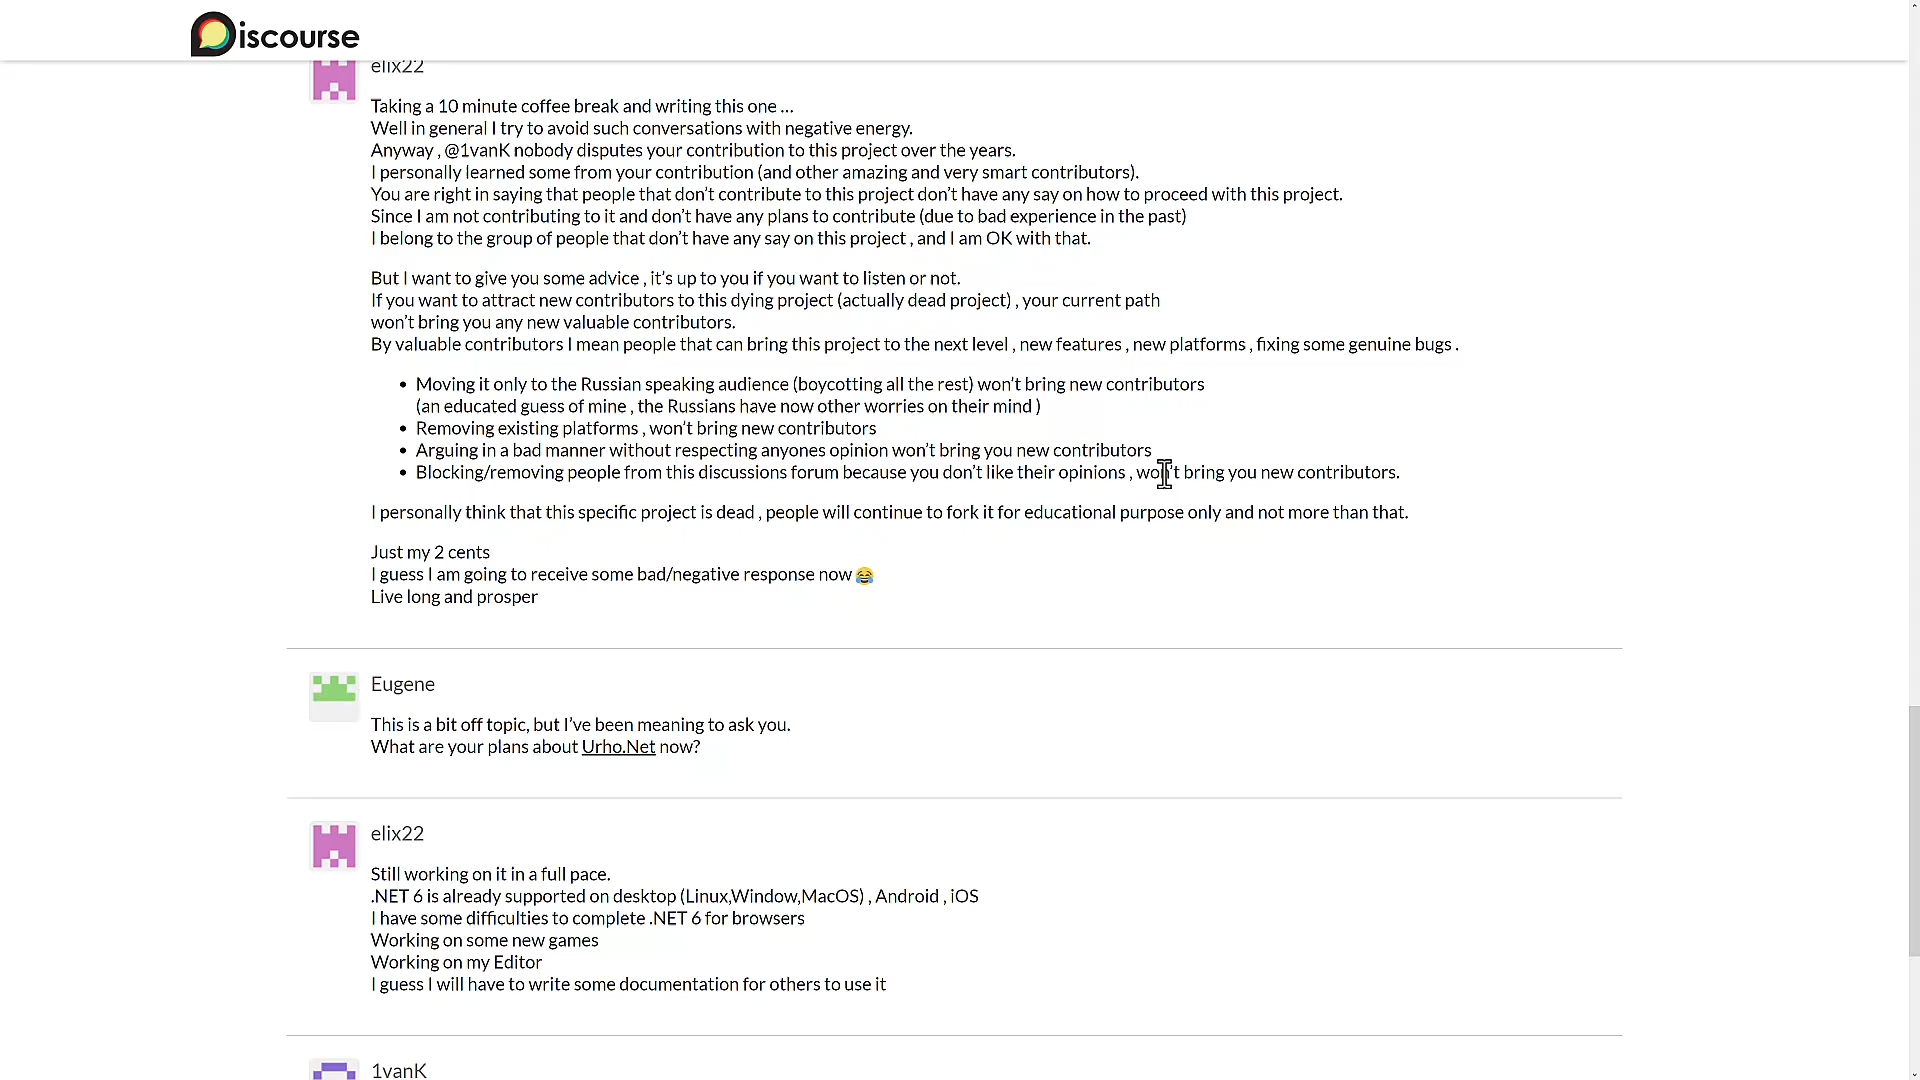 Discourse
elix22
Taking a 10 minute coffee break and writing this one …
Well in general I try to avoid such conversations with negative energy.
Anyway , @1vanK nobody disputes your contribution to this project over the years.
I personally learned some from your contribution (and other amazing and very smart contributors).
You are right in saying that people that don’t contribute to this project don’t have any say on how to proceed with this project.
Since I am not contributing to it and don’t have any plans to contribute (due to bad experience in the past)
I belong to the group of people that don’t have any say on this project , and I am OK with that.
But I want to give you some advice , it’s up to you if you want to listen or not.
If you want to attract new contributors to this dying project (actually dead project) , your current path
won’t bring you any new valuable contributors.
By valuable contributors I mean people that can bring this project to the next level , new features , new platforms , fixing some genuine bugs .
• Moving it only to the Russian speaking audience (boycotting all the rest) won’t bring new contributors
(an educated guess of mine , the Russians have now other worries on their mind )
• Removing existing platforms , won’t bring new contributors
• Arguing in a bad manner without respecting anyones opinion won’t bring you new contributors
• Blocking/removing people from this discussions forum because you don’t like their opinions , won’t bring you new contributors.
I personally think that this specific project is dead , people will continue to fork it for educational purpose only and not more than that.
Just my 2 cents
I guess I am going to receive some bad/negative response now 😂
Live long and prosper
Eugene
This is a bit off topic, but I’ve been meaning to ask you.
What are your plans about Urho.Net now?
elix22
Still working on it in a full pace.
.NET 6 is already supported on desktop (Linux,Window,MacOS) , Android , iOS
I have some difficulties to complete .NET 6 for browsers
Working on some new games
Working on my Editor
I guess I will have to write some documentation for others to use it
1vanK